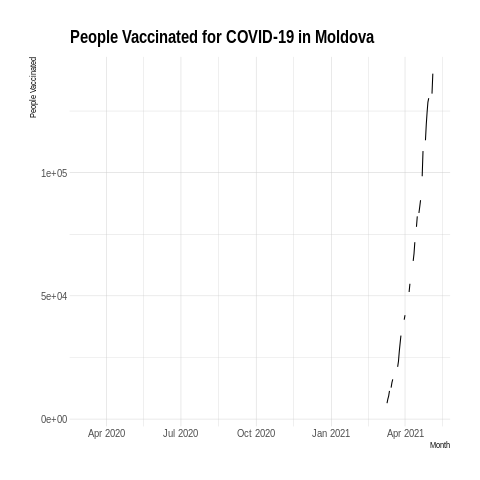 People Vaccinated for COVID-19 in Moldova
People Vaccinated
1e+05
5e+04
0e+00
Apr 2020 Jul 2020 Oct 2020 Jan 2021 Apr 2021
Month